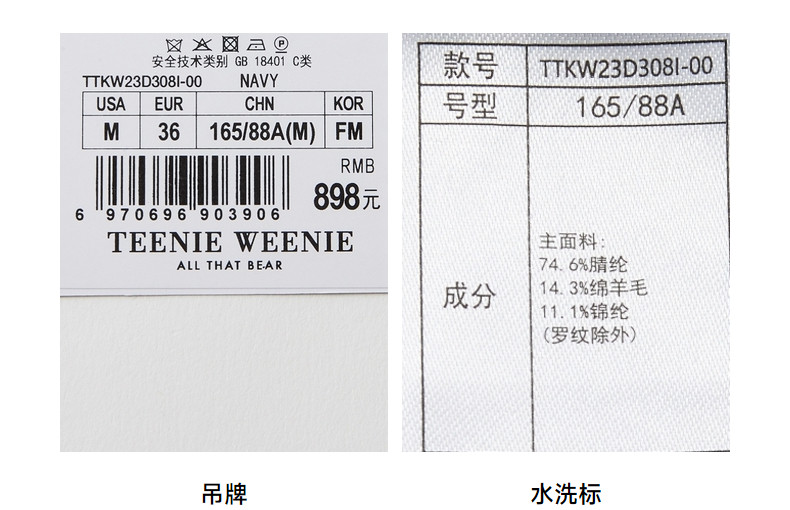 安全技术类别 GB 18401 C类
TTKW23D308I-00 NAVY
USA EUR CHN KOR
M 36 165/88A(M) FM
RMB
898元
6 970696 903906
TEENIE WEENIE
ALL THAT BEAR
款号 TTKW23D308I-00
号型 165/88A
成分
主面料:
74.6%腈纶
14.3%绵羊毛
11.1%锦纶
(罗纹除外)
吊牌
水洗标